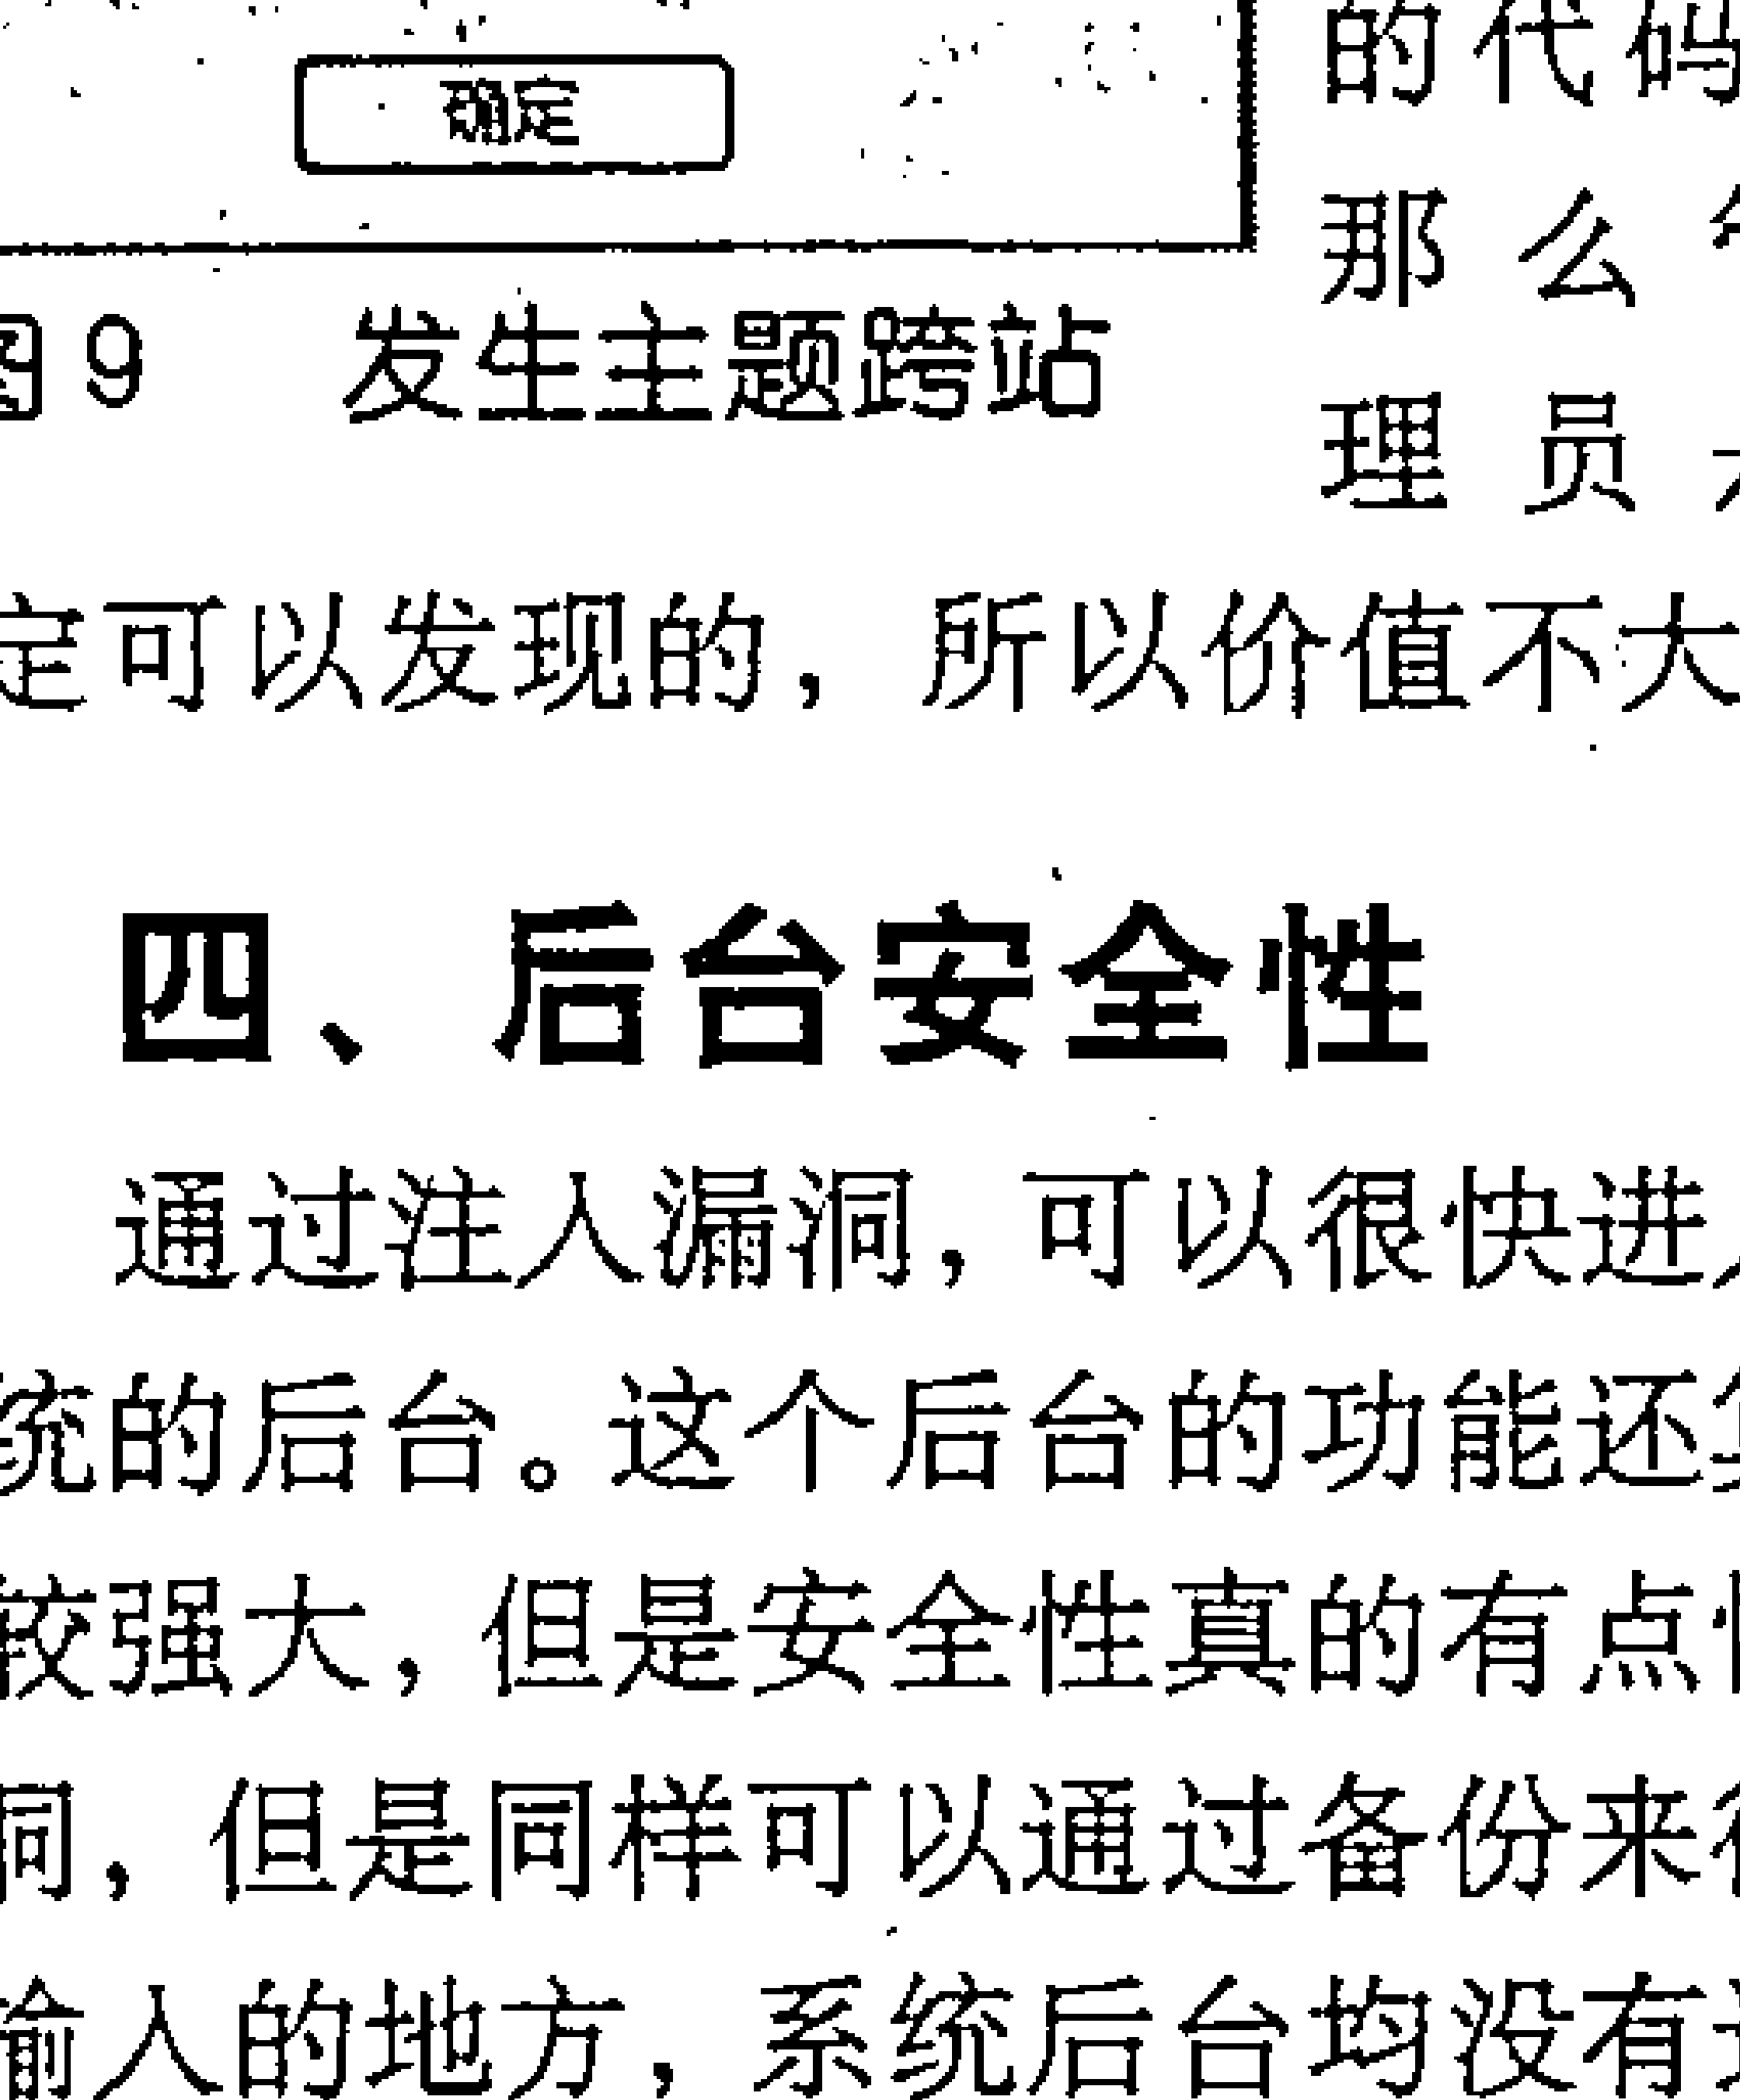 确定
图9 发生主题跨站
的代码
那么
理员
定可以发现的，所以价值不大
四、后台安全性
通过注入漏洞，可以很快进入
统的后台。这个后台的功能还
较强大，但是安全性真的有点
洞，但是同样可以通过备份来
输入的地方，系统后台均没有